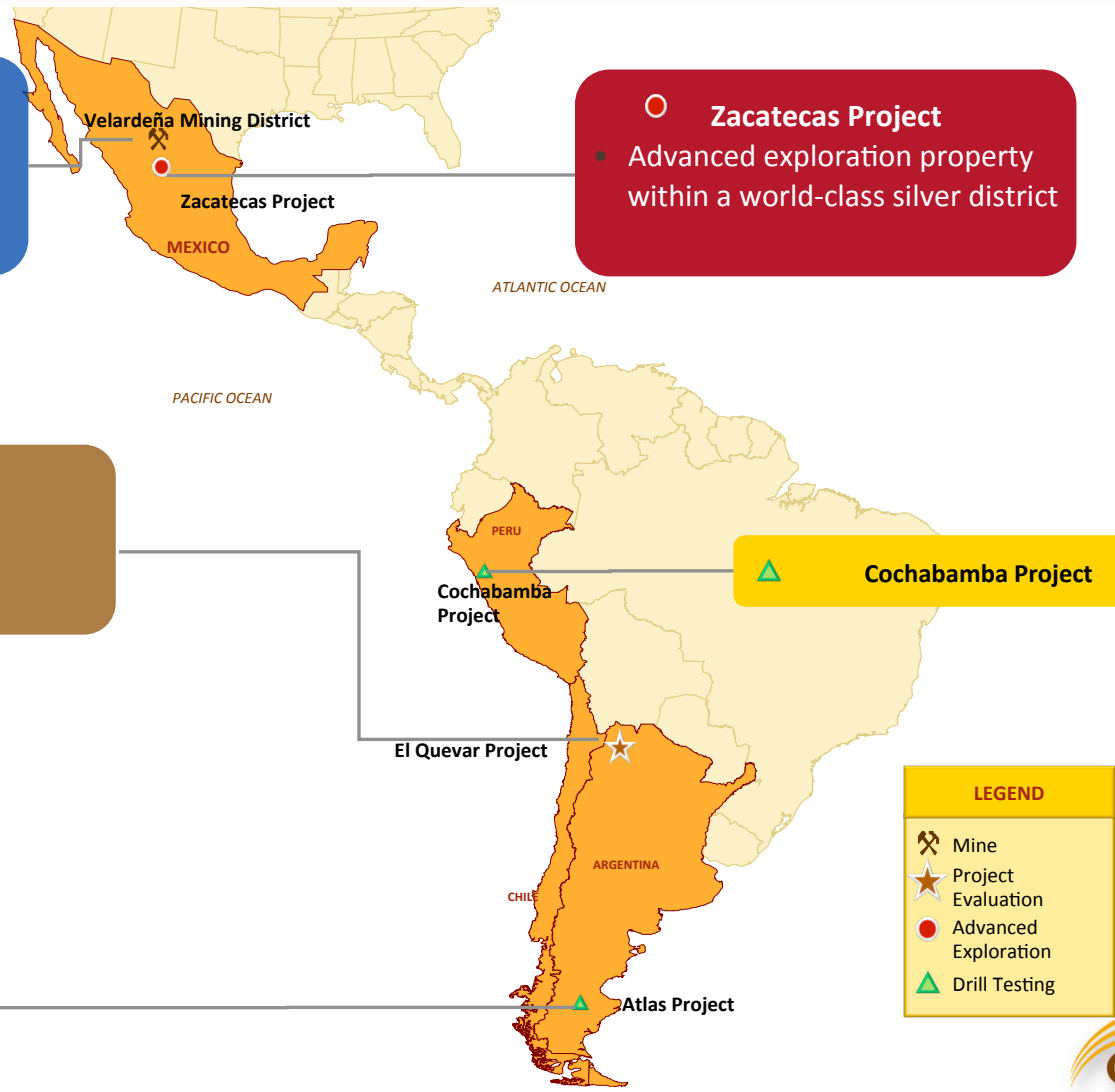 Velardeña Mining District
Zacatecas Project
MEXICO
Zacatecas Project
• Advanced exploration property
within a world-class silver district
ATLANTIC OCEAN
PACIFIC OCEAN
PERU
Cochabamba
Project
Cochabamba Project
El Quevar Project
ARGENTINA
CHILE
Atlas Project
LEGEND
Mine
Project
Evaluation
Advanced
Exploration
Drill Testing